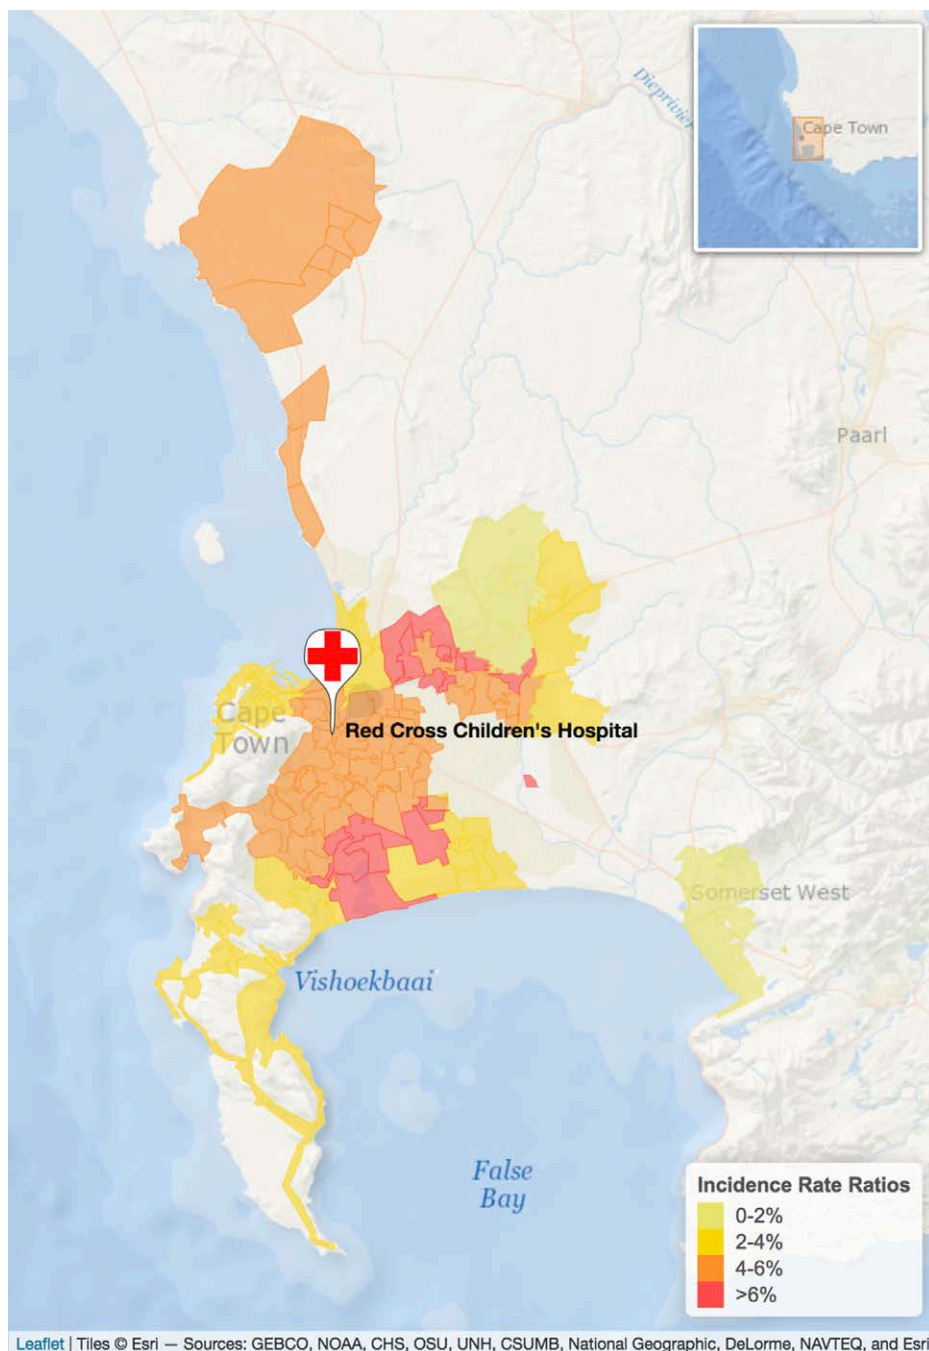 Dieprivier
Cape Town
Paarl
Cape
Town
Red Cross Children's Hospital
Somerset West
Vishoekbaai
False
Bay
Incidence Rate Ratios
0-2%
2-4%
4-6%
>6%
Leaflet | Tiles © Esri — Sources: GEBCO, NOAA, CHS, OSU, UNH, CSUMB, National Geographic, DeLorme, NAVTEQ, and Esri